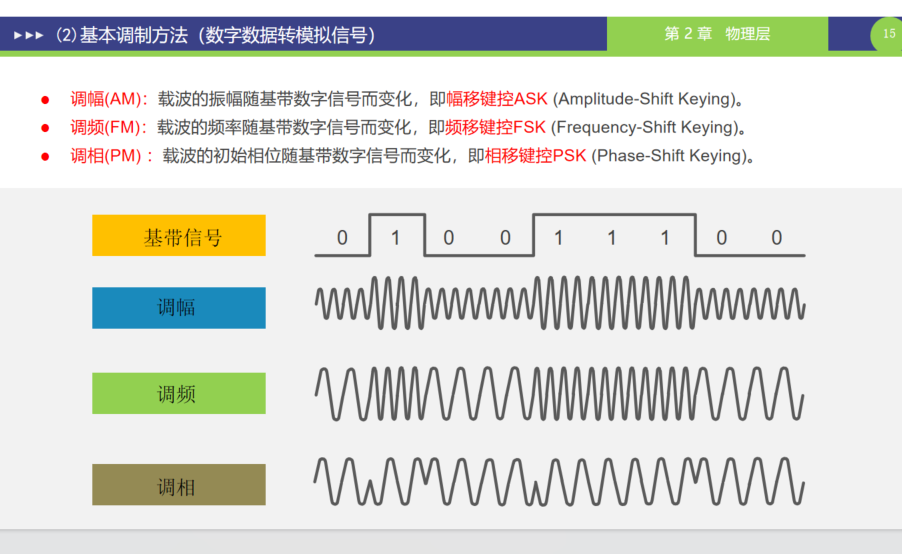 ►►► (2)基本调制方法（数字数据转模拟信号） 第 2 章 物理层 15
● 调幅(AM)：载波的振幅随基带数字信号而变化，即幅移键控ASK (Amplitude-Shift Keying)。
● 调频(FM)：载波的频率随基带数字信号而变化，即频移键控FSK (Frequency-Shift Keying)。
● 调相(PM) ：载波的初始相位随基带数字信号而变化，即相移键控PSK (Phase-Shift Keying)。
基带信号 0 1 0 0 1 1 1 0 0
调幅
调频
调相